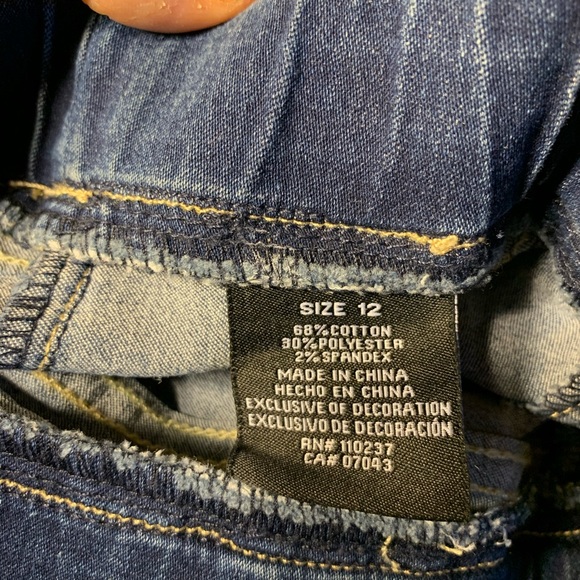 SIZE 12
68% COTTON
30% POLYESTER
2% SPANDEX
MADE IN CHINA
HECHO EN CHINA
EXCLUSIVE OF DECORATION
EXCLUSIVO DE DECORACIÓN
RN# 110237
CA# 07043